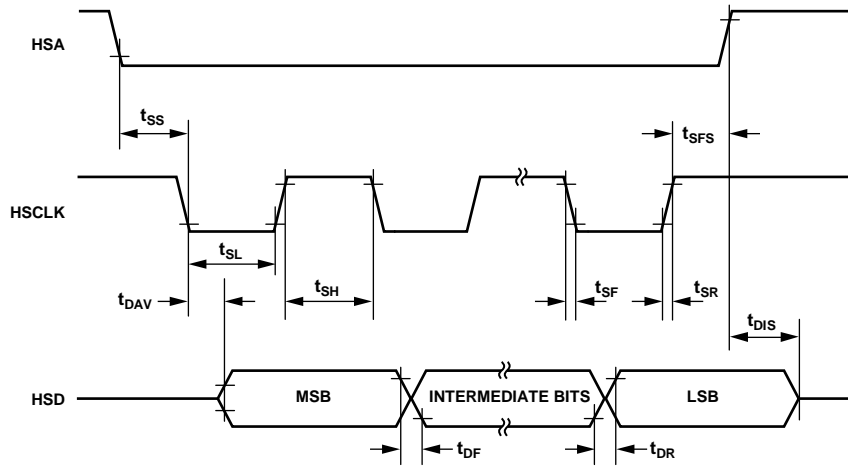 HSA
tSS
tSFS
HSCLK
tSL
tSH
tSF
tSR
tDAV
tDIS
HSD
MSB
INTERMEDIATE BITS
LSB
tDF
tDR